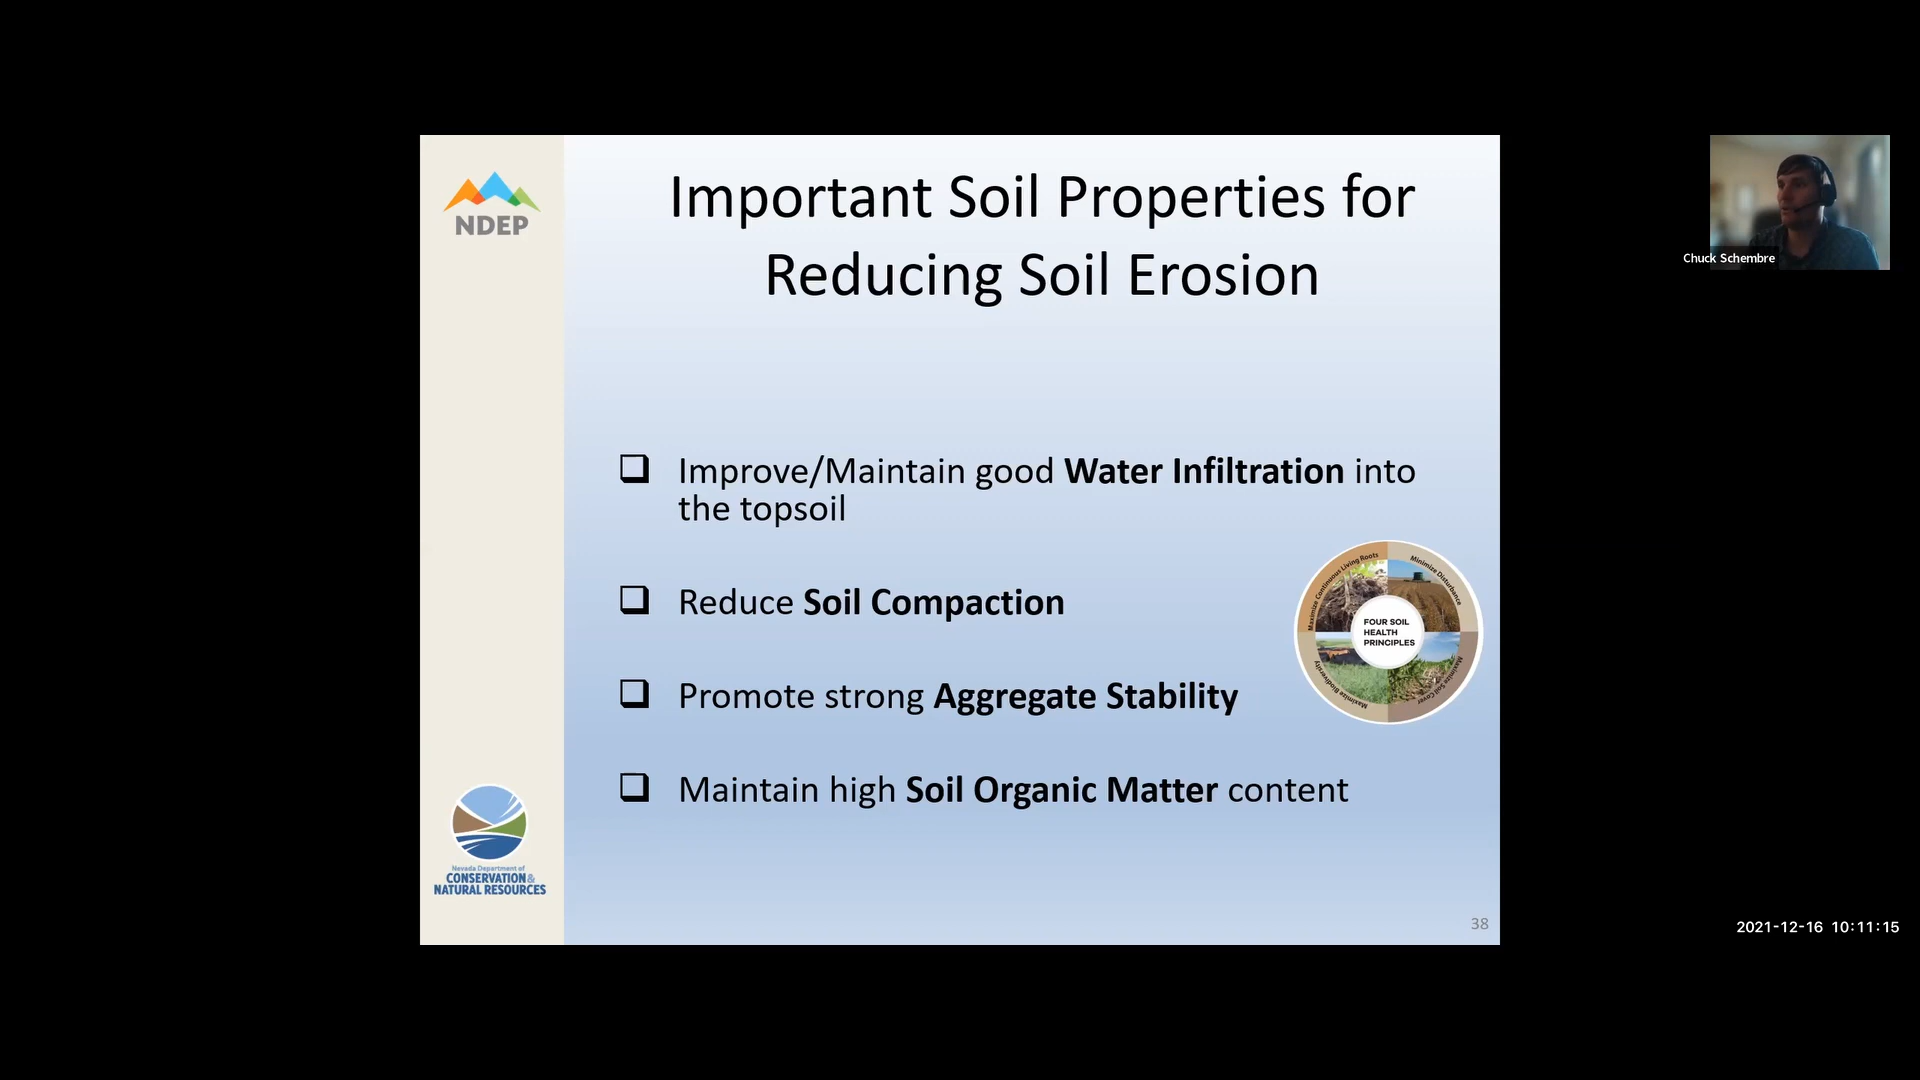 NDEP
Important Soil Properties for
Reducing Soil Erosion
Chuck Schembre
Improve/Maintain good Water Infiltration into
the topsoil
Reduce Soil Compaction
Promote strong Aggregate Stability
Maintain high Soil Organic Matter content
Maximize Continuous Living Roots
Minimize Disturbance
FOUR SOIL
HEALTH
PRINCIPLES
Maximize Biodiversity
Maximize Soil Cover
Nevada Department of
CONSERVATION &
NATURAL RESOURCES
38
2021-12-16 10:11:15